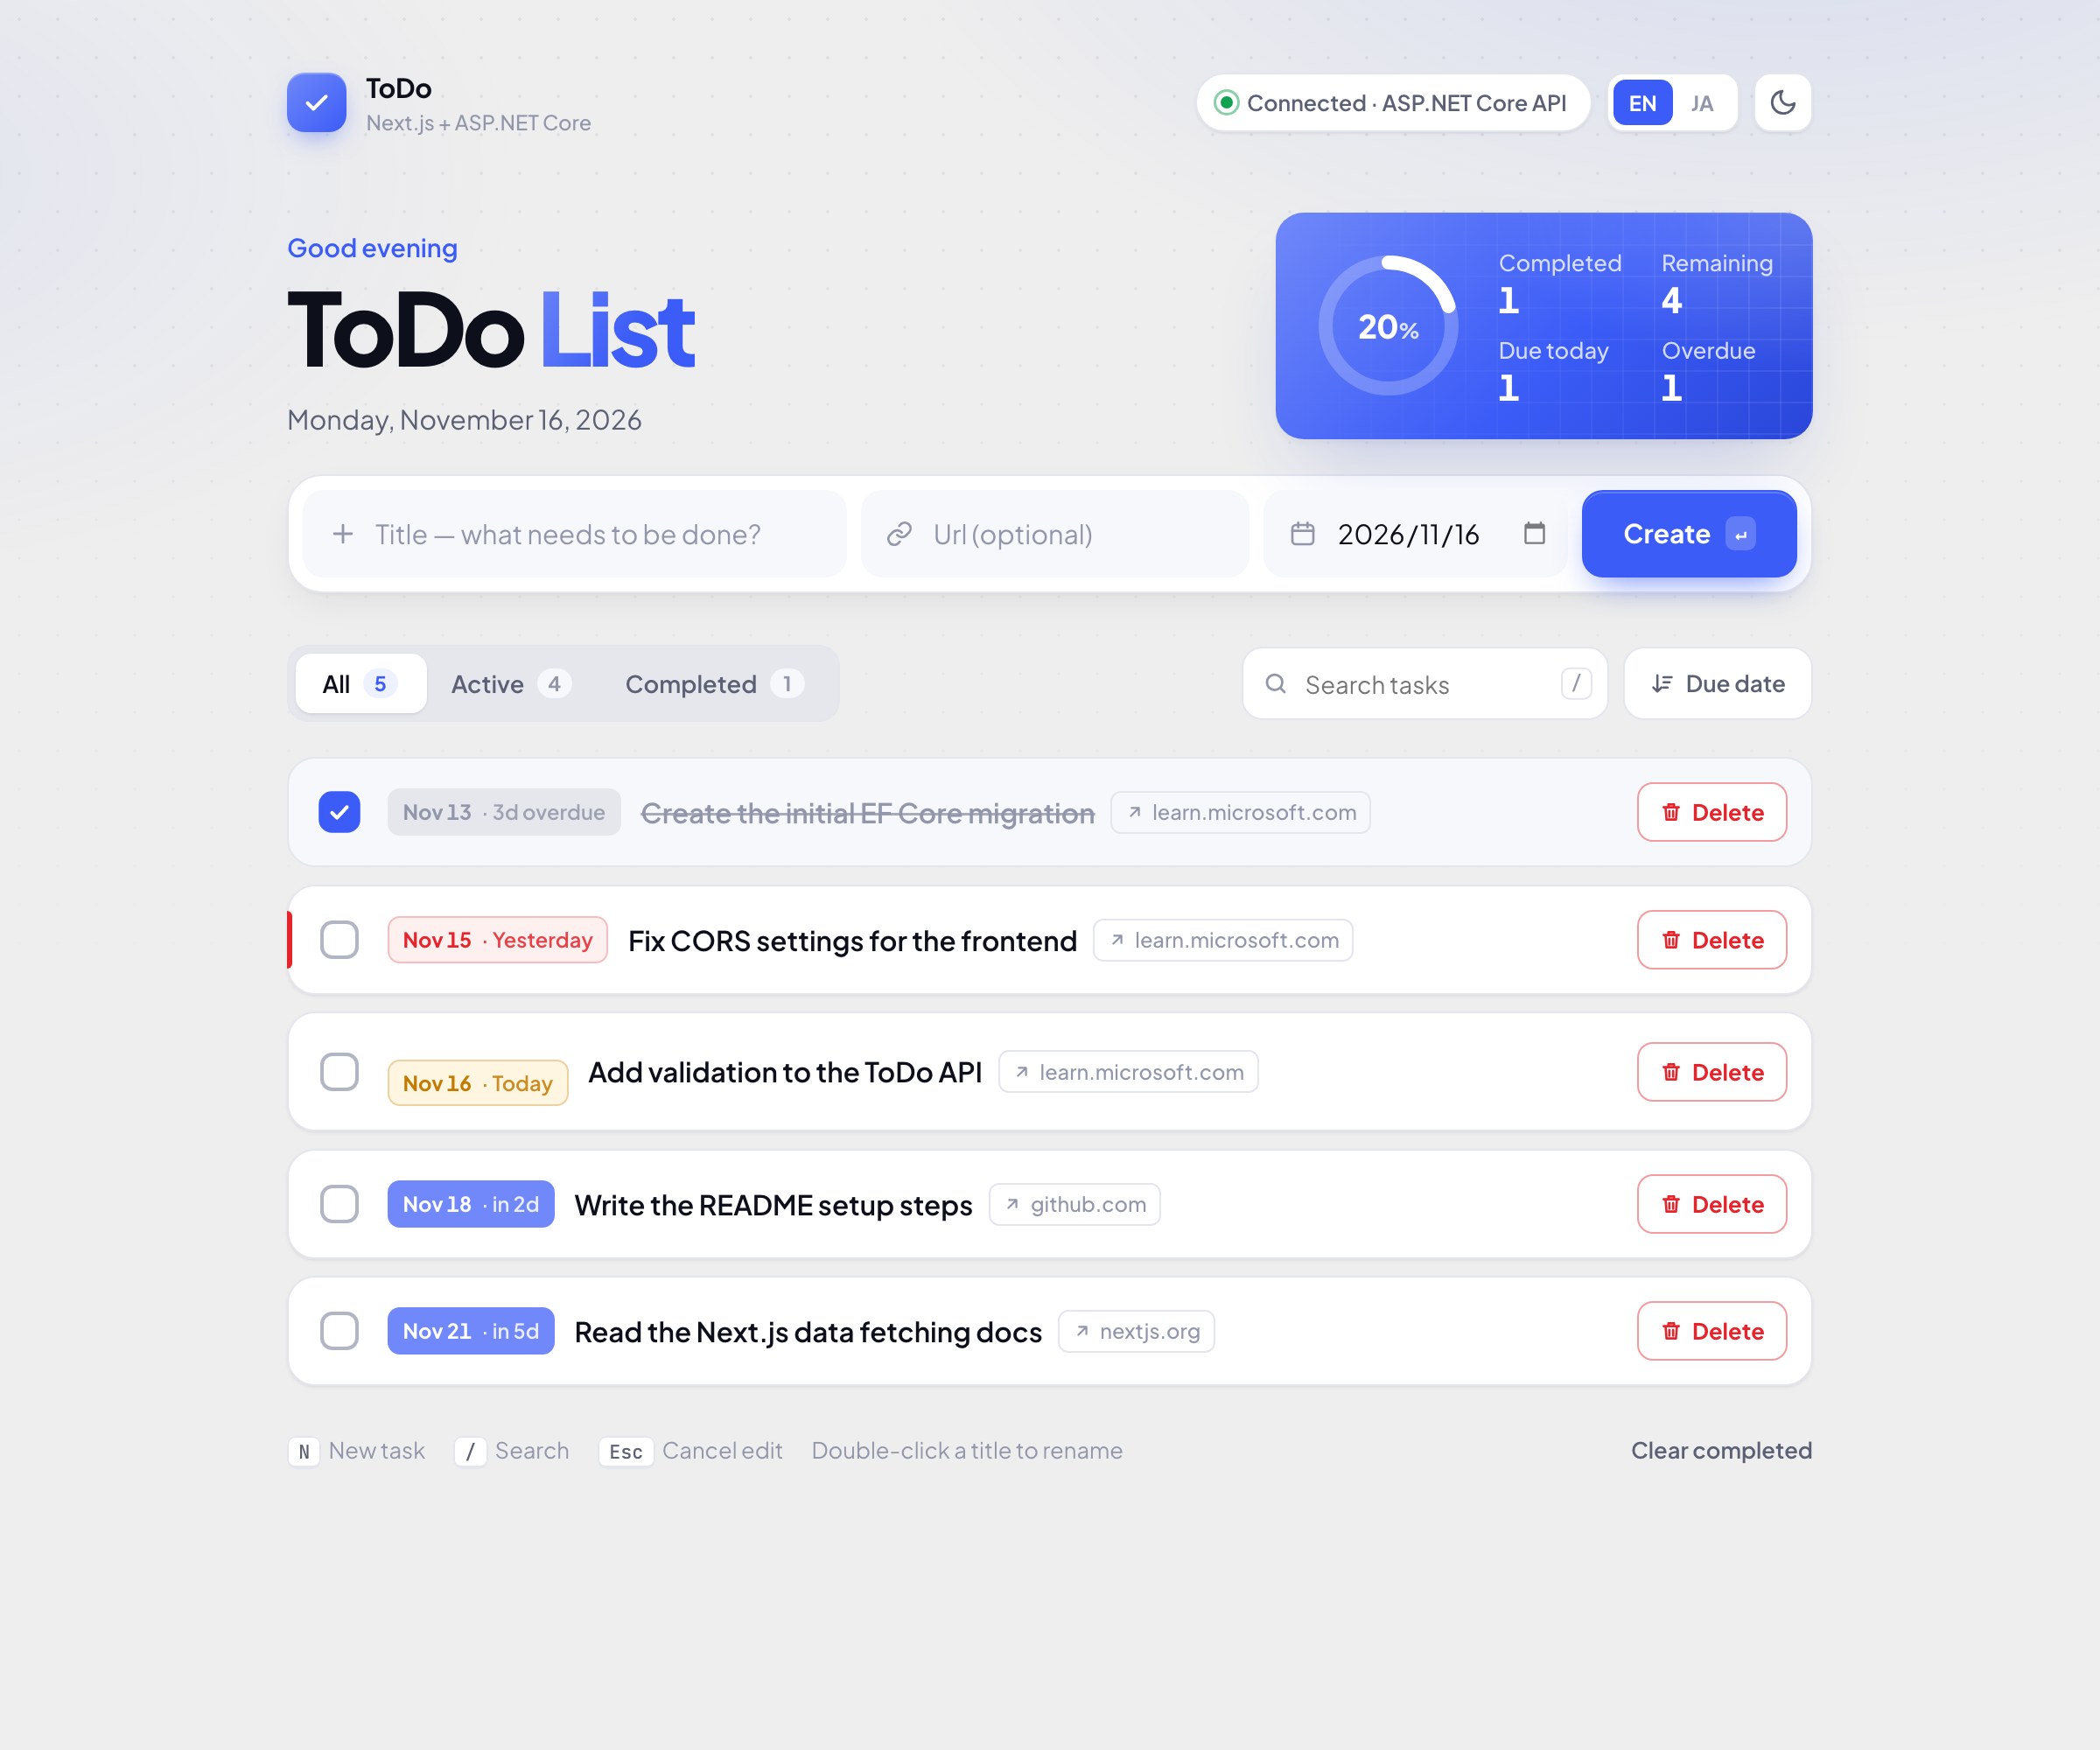 ToDo
Next.js + ASP.NET Core
Connected · ASP.NET Core API
EN JA
Good evening
ToDo List
Monday, November 16, 2026
20%
Completed Remaining
1 4
Due today Overdue
1 1
Title — what needs to be done? Url (optional) 2026/11/16 Create ↵
All 5 Active 4 Completed 1 Search tasks / Due date
Nov 13 · 3d overdue Create the initial EF Core migration learn.microsoft.com Delete
Nov 15 · Yesterday Fix CORS settings for the frontend learn.microsoft.com Delete
Nov 16 · Today Add validation to the ToDo API learn.microsoft.com Delete
Nov 18 · in 2d Write the README setup steps github.com Delete
Nov 21 · in 5d Read the Next.js data fetching docs nextjs.org Delete
N New task / Search Esc Cancel edit Double-click a title to rename Clear completed